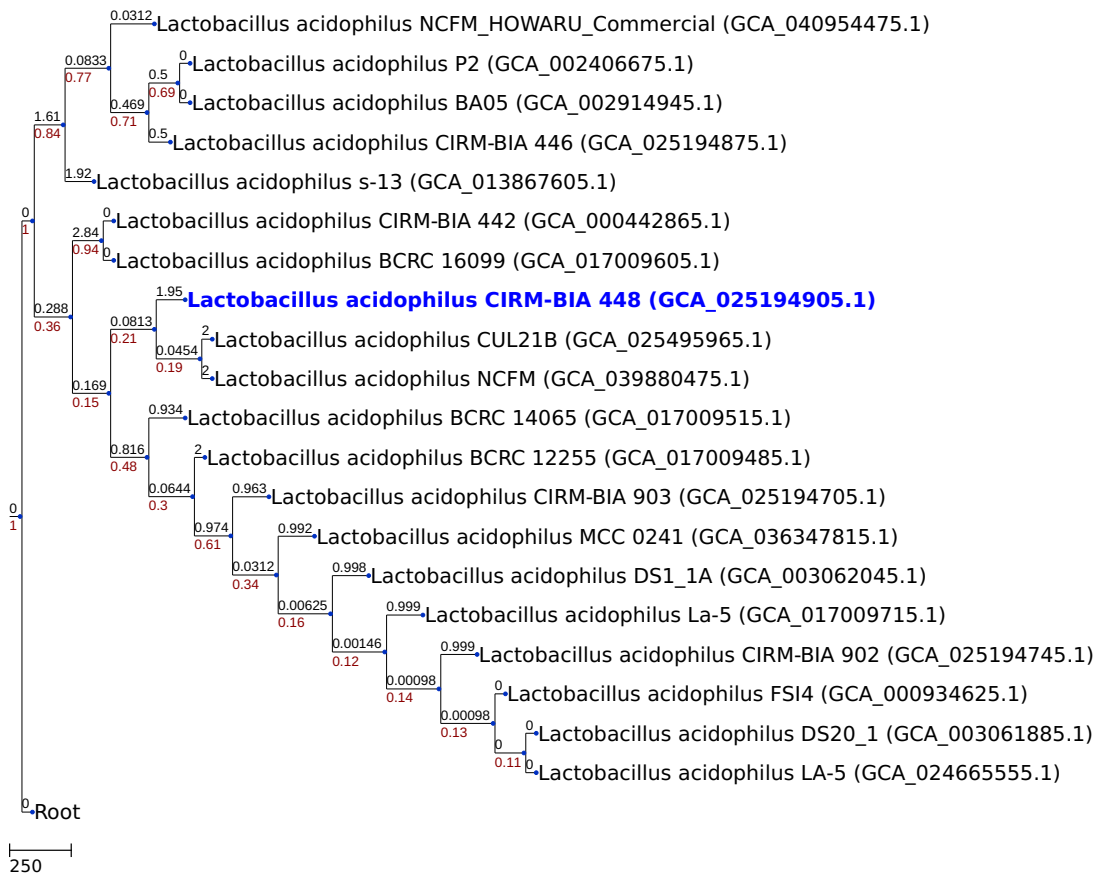 0.0312
Lactobacillus acidophilus NCFM_HOWARU_Commercial (GCA_040954475.1)
0.0833
0.77
0
Lactobacillus acidophilus P2 (GCA_002406675.1)
0.5
0.69
0
Lactobacillus acidophilus BA05 (GCA_002914945.1)
0.469
0.71
0.5
Lactobacillus acidophilus CIRM-BIA 446 (GCA_025194875.1)
1.61
0.84
1.92
Lactobacillus acidophilus s-13 (GCA_013867605.1)
0
1
0
Lactobacillus acidophilus CIRM-BIA 442 (GCA_000442865.1)
2.84
0.94
0
Lactobacillus acidophilus BCRC 16099 (GCA_017009605.1)
0.288
0.36
1.95
Lactobacillus acidophilus CIRM-BIA 448 (GCA_025194905.1)
0.0813
0.21
2
Lactobacillus acidophilus CUL21B (GCA_025495965.1)
0.0454
0.19
2
Lactobacillus acidophilus NCFM (GCA_039880475.1)
0.169
0.15
0.934
Lactobacillus acidophilus BCRC 14065 (GCA_017009515.1)
0.816
0.48
2
Lactobacillus acidophilus BCRC 12255 (GCA_017009485.1)
0.0644
0.3
0.963
Lactobacillus acidophilus CIRM-BIA 903 (GCA_025194705.1)
0.974
0.61
0.992
Lactobacillus acidophilus MCC 0241 (GCA_036347815.1)
0.0312
0.34
0.998
Lactobacillus acidophilus DS1_1A (GCA_003062045.1)
0.00625
0.16
0.999
Lactobacillus acidophilus La-5 (GCA_017009715.1)
0.00146
0.12
0.999
Lactobacillus acidophilus CIRM-BIA 902 (GCA_025194745.1)
0.00098
0.14
0
Lactobacillus acidophilus FSI4 (GCA_000934625.1)
0.00098
0.13
0
Lactobacillus acidophilus DS20_1 (GCA_003061885.1)
0
0.11
0
Lactobacillus acidophilus LA-5 (GCA_024665555.1)
0
1
0
Root
250